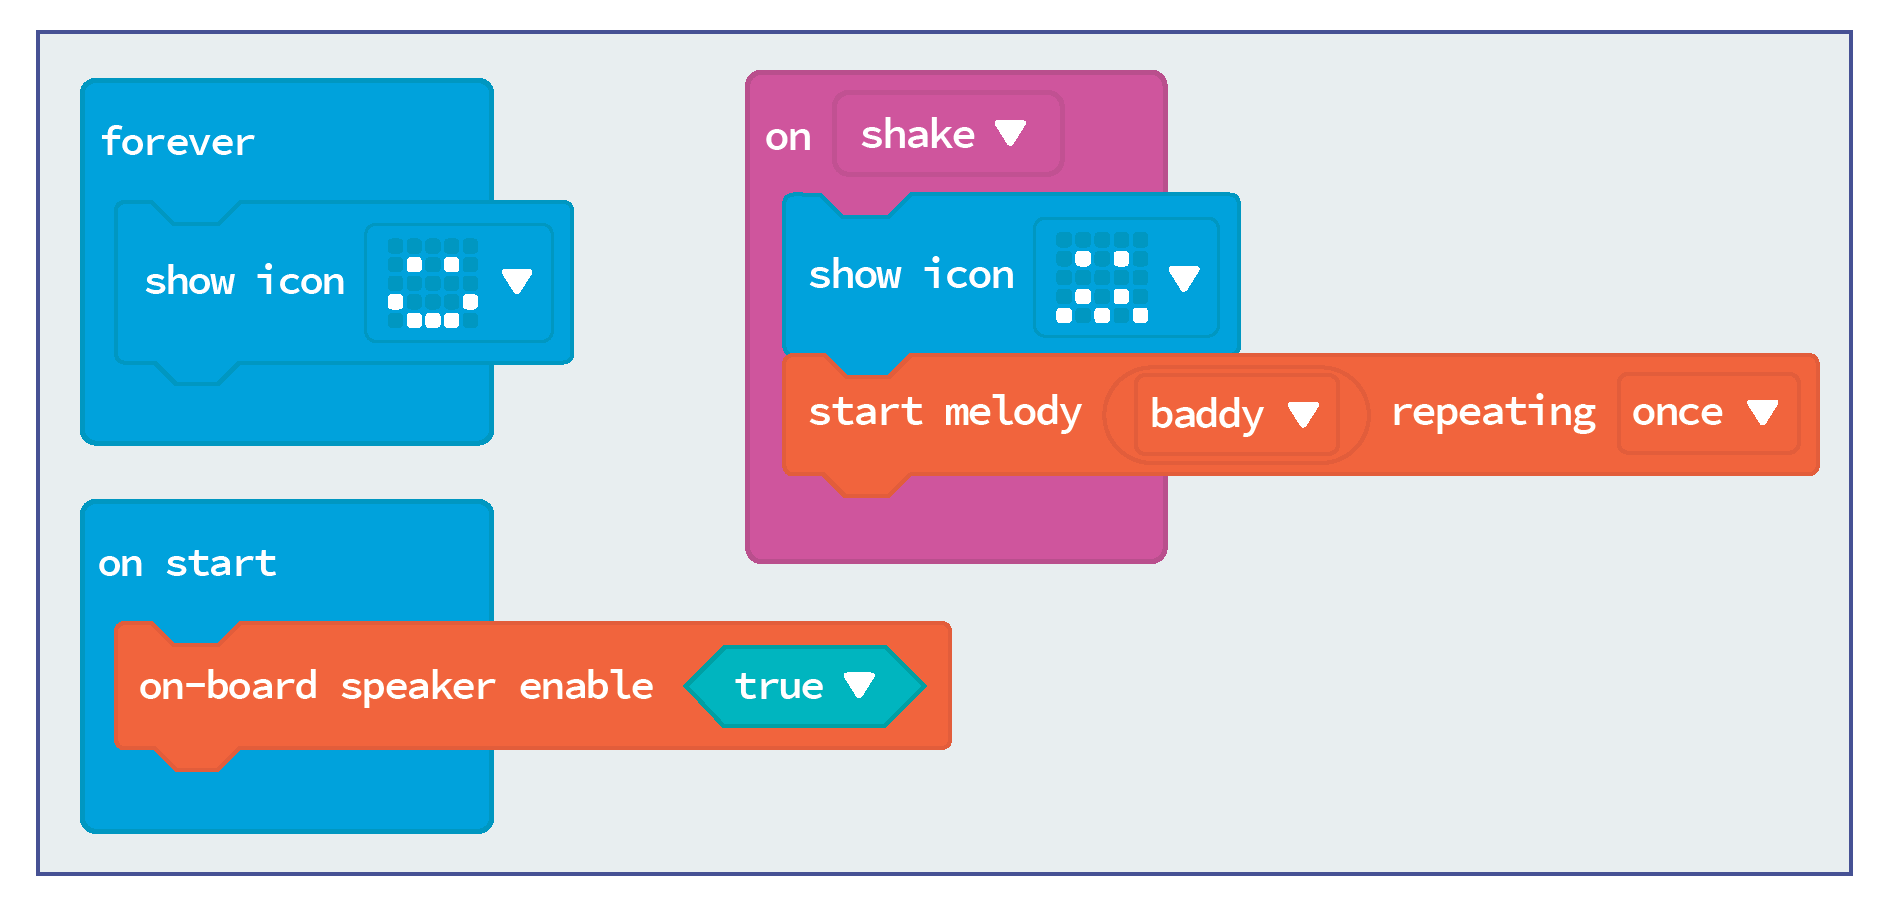 forever
show icon
on shake
show icon
start melody baddy repeating once
on start
on-board speaker enable true